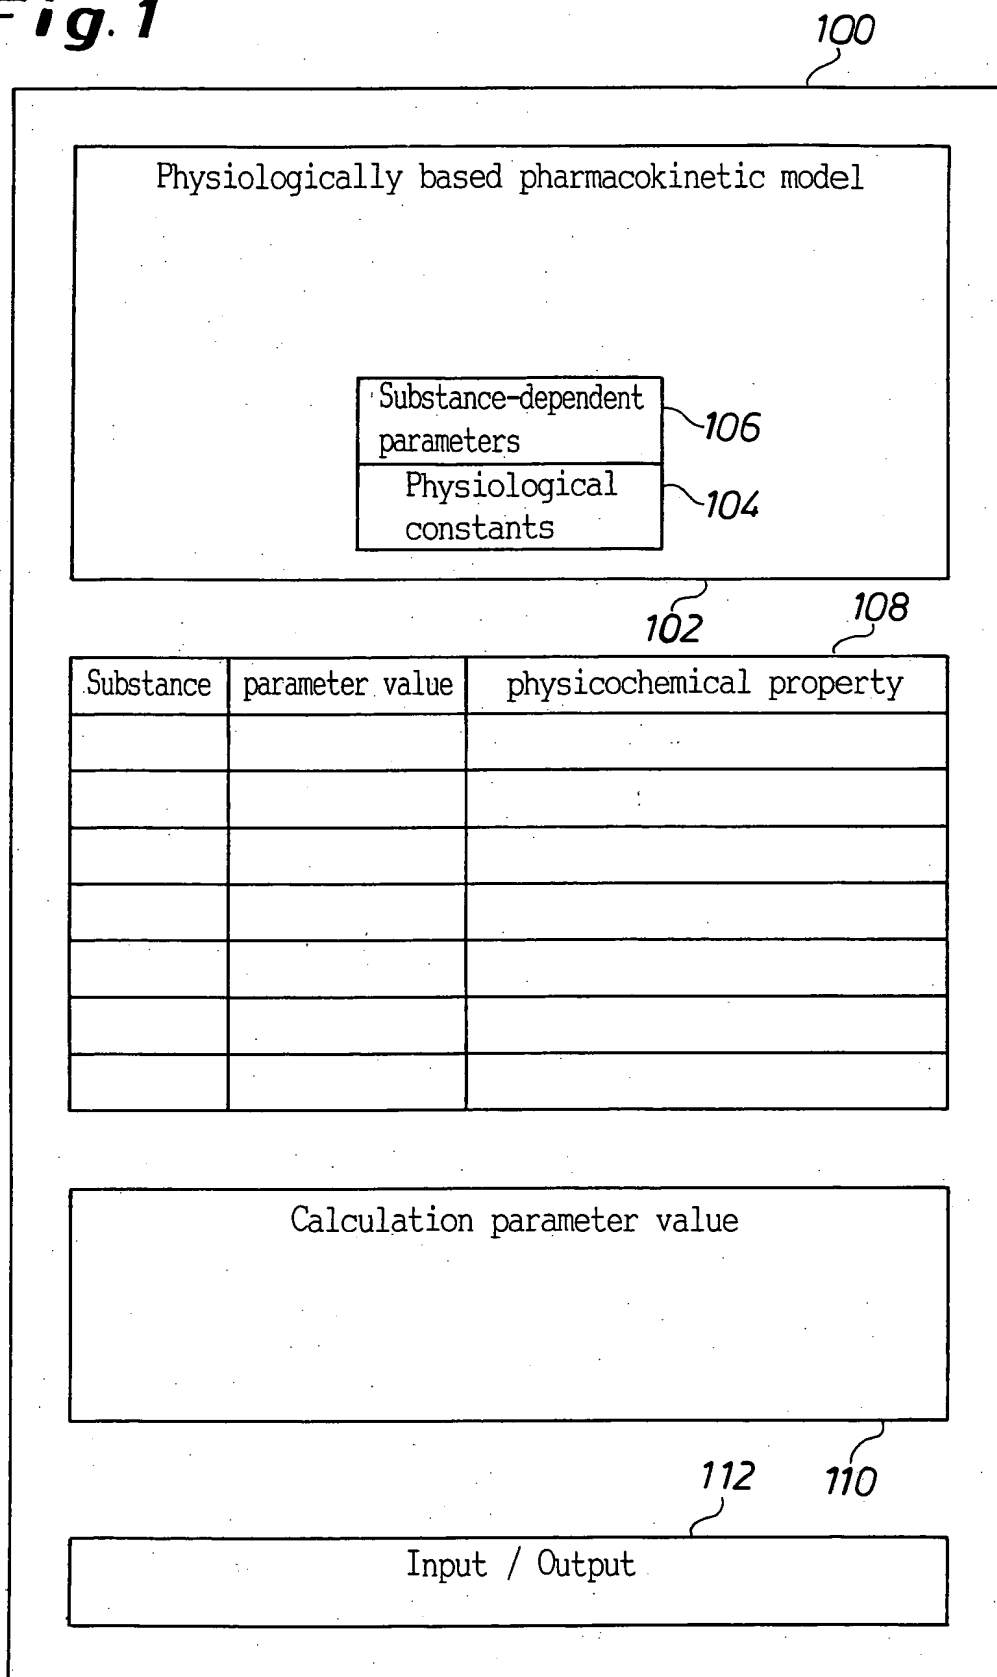 Fig. 1
100
Physiologically based pharmacokinetic model
Substance-dependent
parameters
106
Physiological
constants
104
102
108
Substance parameter value physicochemical property
Calculation parameter value
110
112
Input / Output